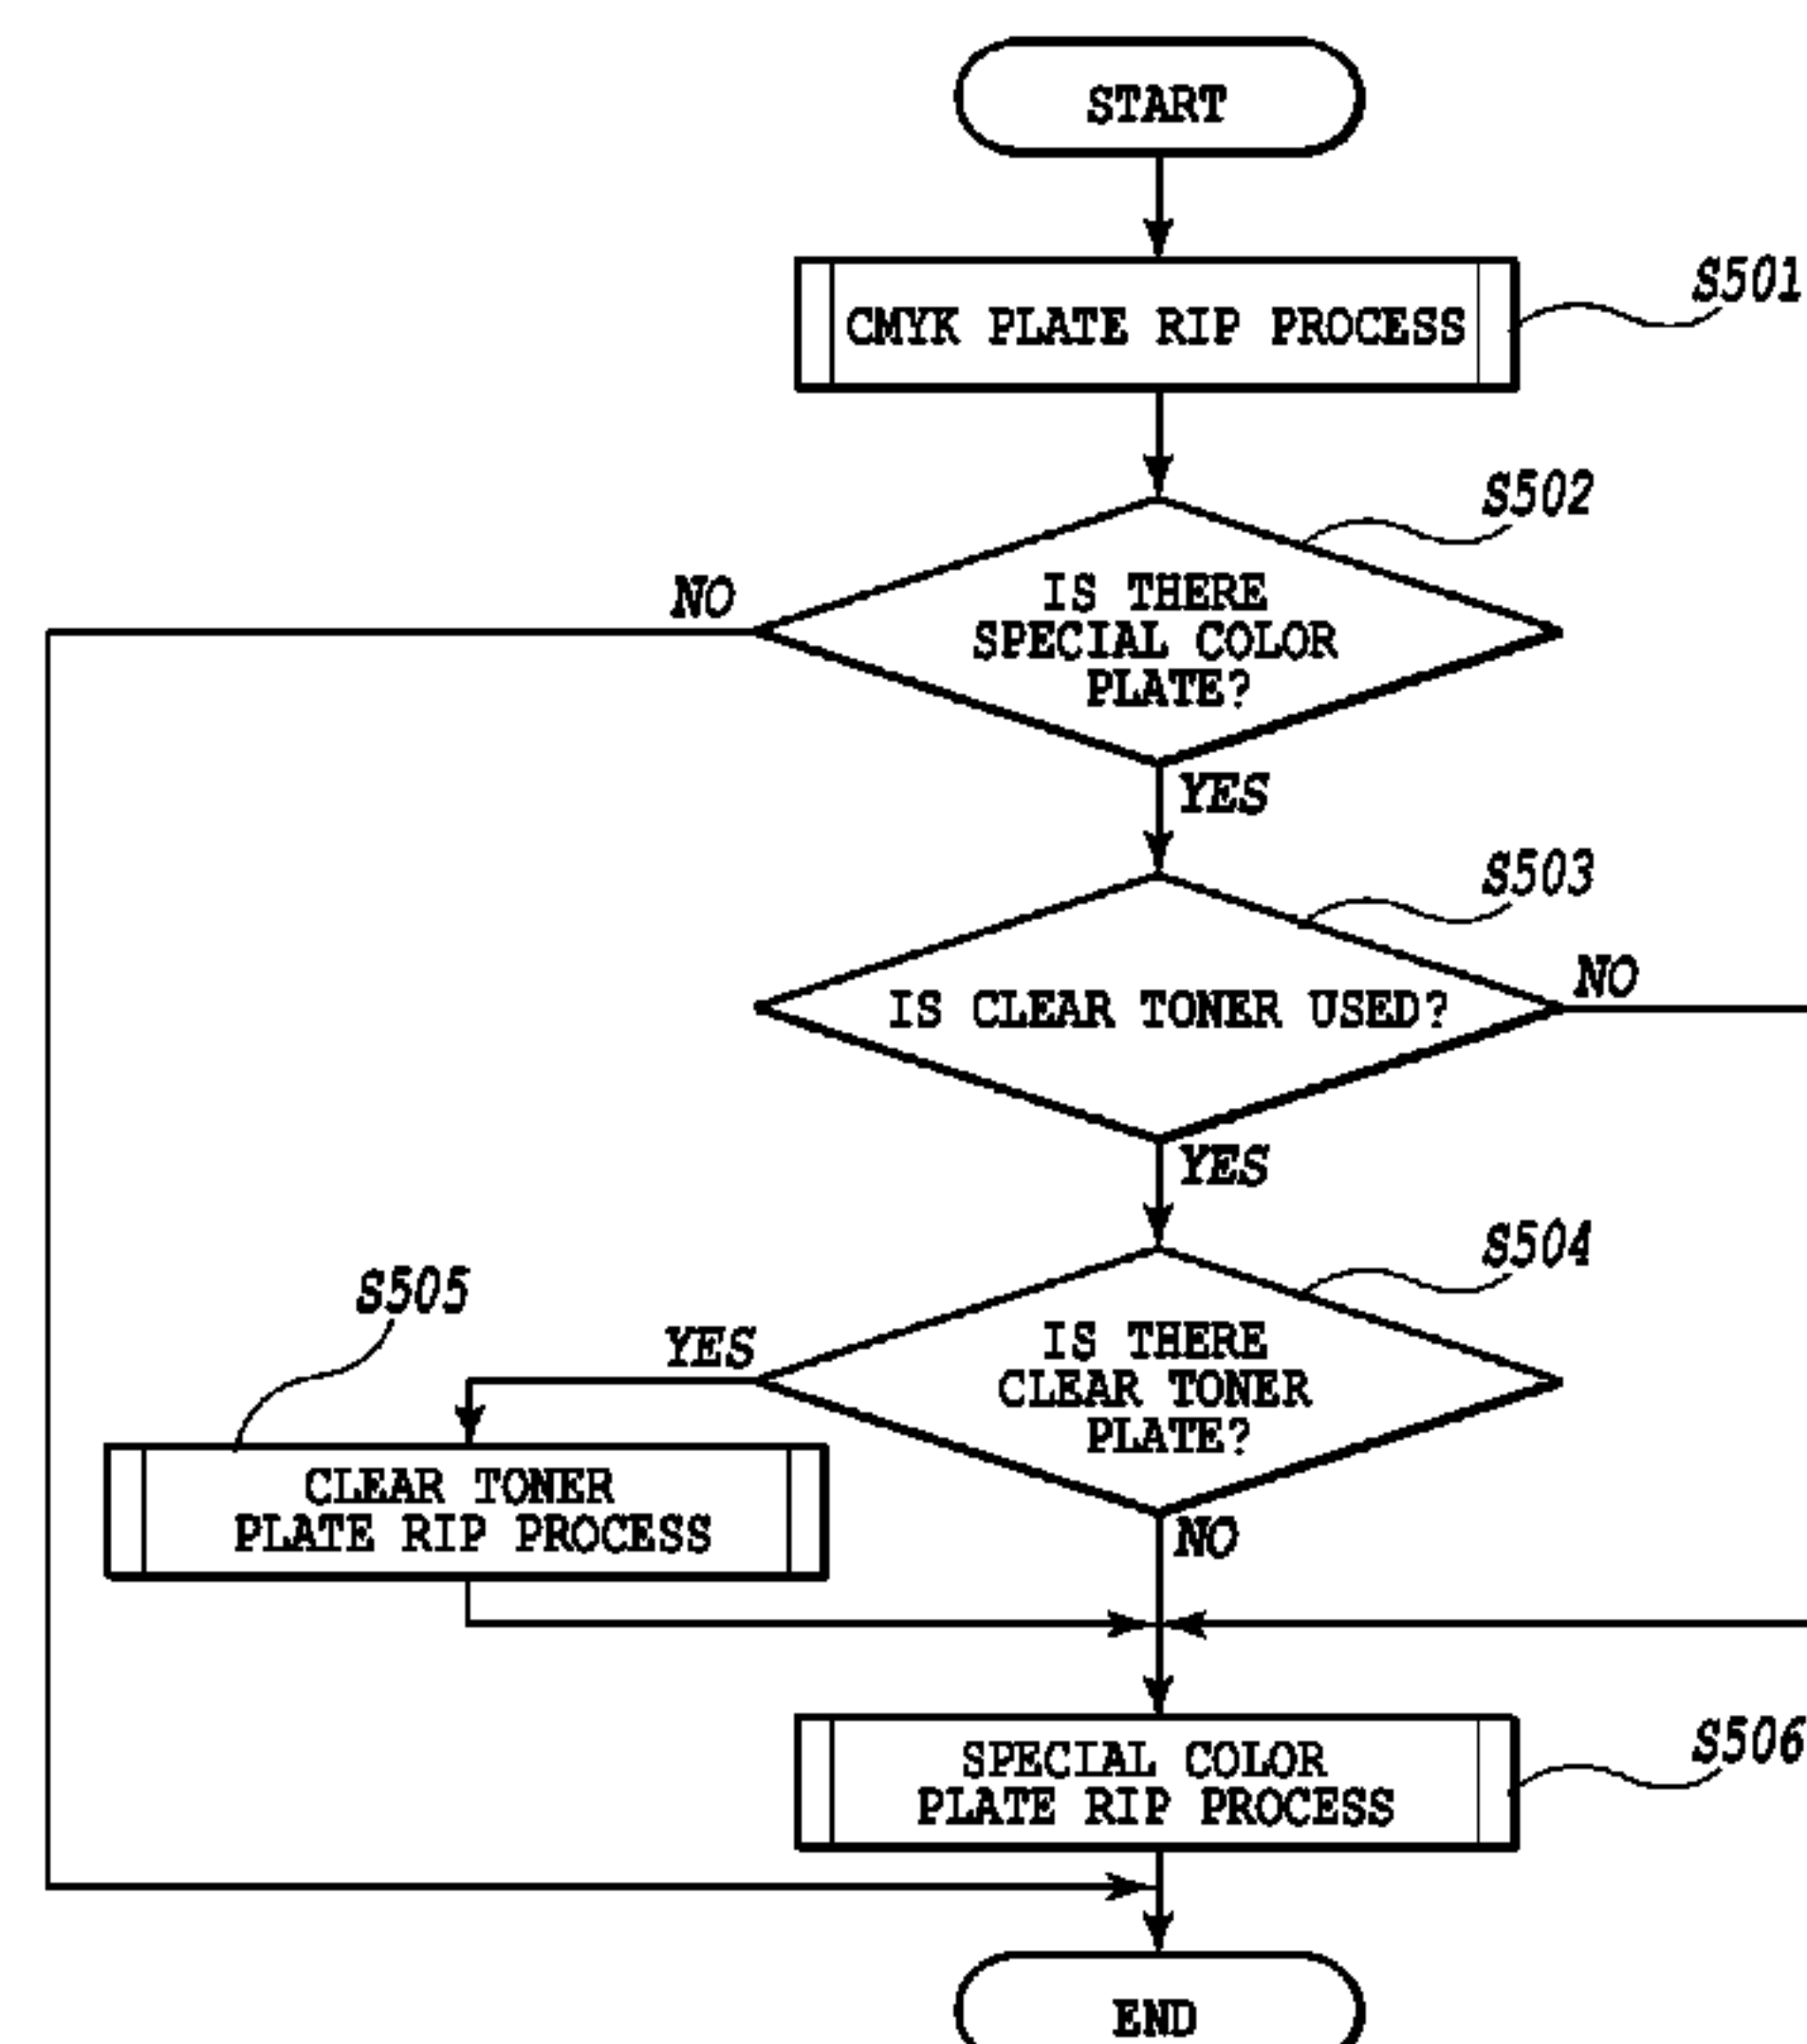 START
CMYK PLATE RIP PROCESS
S501
S502
IS THERE
SPECIAL COLOR
PLATE?
NO
YES
S503
IS CLEAR TONER USED?
NO
YES
S504
IS THERE
CLEAR TONER
PLATE?
YES
NO
S505
CLEAR TONER
PLATE RIP PROCESS
SPECIAL COLOR
PLATE RIP PROCESS
S506
END